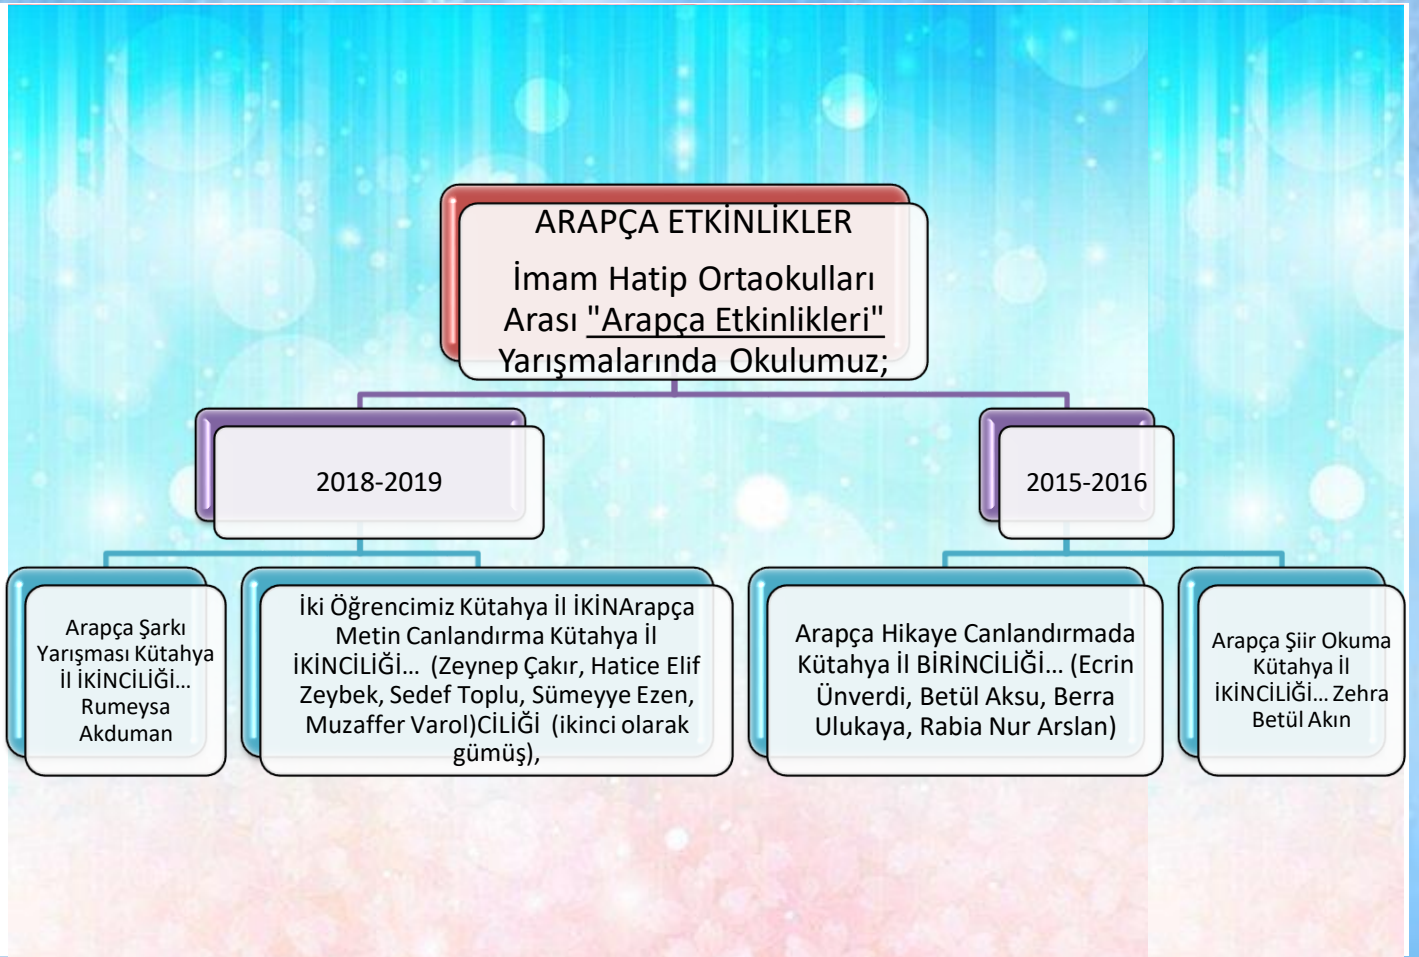 ARAPÇA ETKİNLİKLER
İmam Hatip Ortaokulları
Arası "Arapça Etkinlikleri"
Yarışmalarında Okulumuz;
2018-2019
2015-2016
Arapça Şarkı
Yarışması Kütahya
İl İKİNCİLİĞİ...
Rumeysa
Akduman
İki Öğrencimiz Kütahya İl İKİNArapça
Metin Canlandırma Kütahya İl
İKİNCİLİĞİ... (Zeynep Çakır, Hatice Elif
Zeybek, Sedef Toplu, Sümeyye Ezen,
Muzaffer Varol)CİLİĞİ (ikinci olarak
gümüş),
Arapça Hikaye Canlandırmada
Kütahya İl BİRİNCİLİĞİ... (Ecrin
Ünverdi, Betül Aksu, Berra
Ulukaya, Rabia Nur Arslan)
Arapça Şiir Okuma
Kütahya İl
İKİNCİLİĞİ... Zehra
Betül Akın